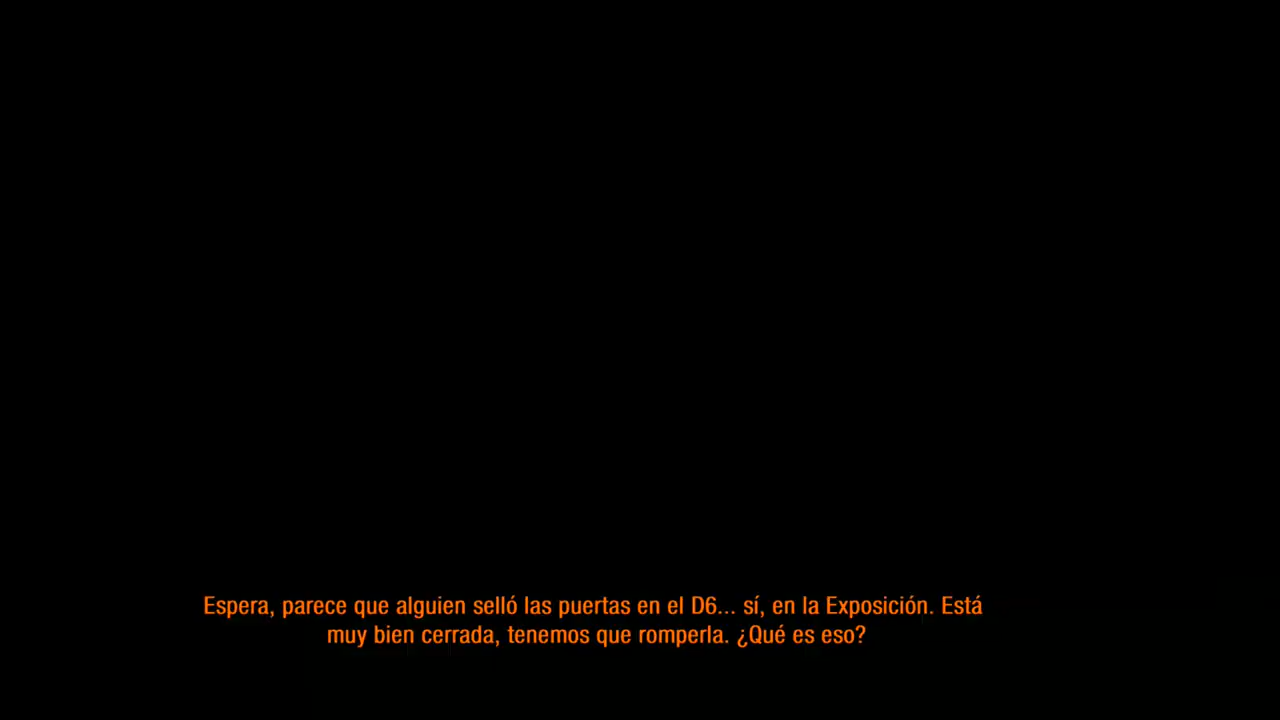 Espera, parece que alguien selló las puertas en el D6... sí, en la Exposición. Está
muy bien cerrada, tenemos que romperla. ¿Qué es eso?